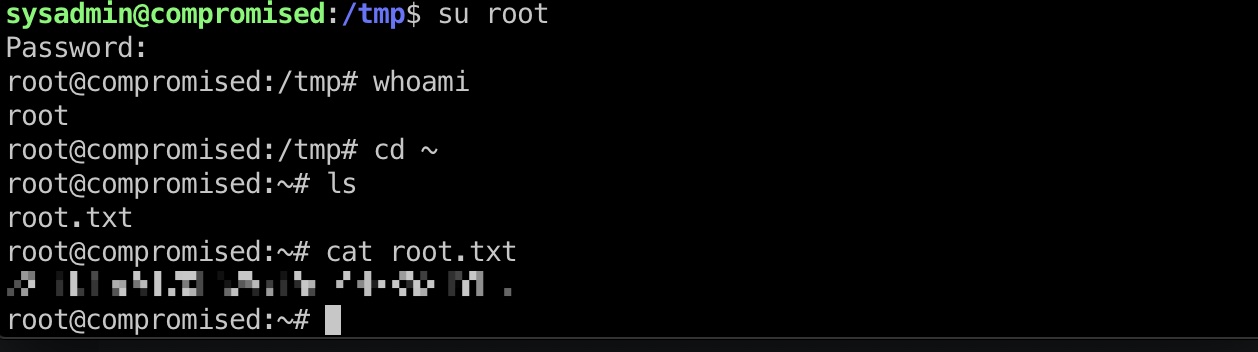 sysadmin@compromised:/tmp$ su root
Password:
root@compromised:/tmp# whoami
root
root@compromised:/tmp# cd ~
root@compromised:~# ls
root.txt
root@compromised:~# cat root.txt
root@compromised:~#